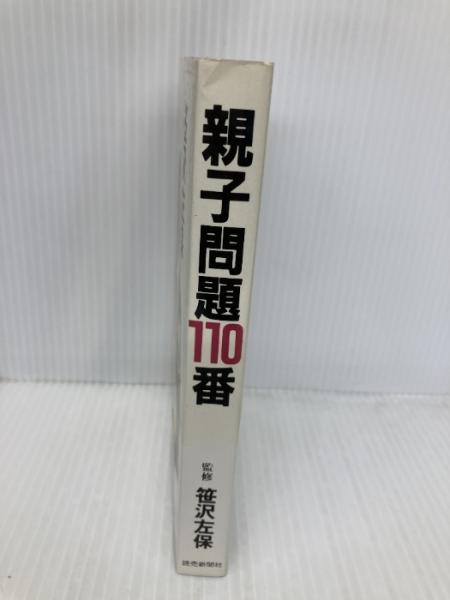 親子問題110番
監修 笹沢左保
読売新聞社